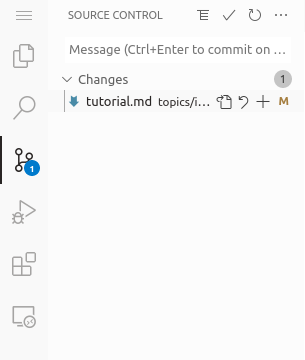 SOURCE CONTROL
Message (Ctrl+Enter to commit on ...
Changes 1
tutorial.md topics/i... M
1